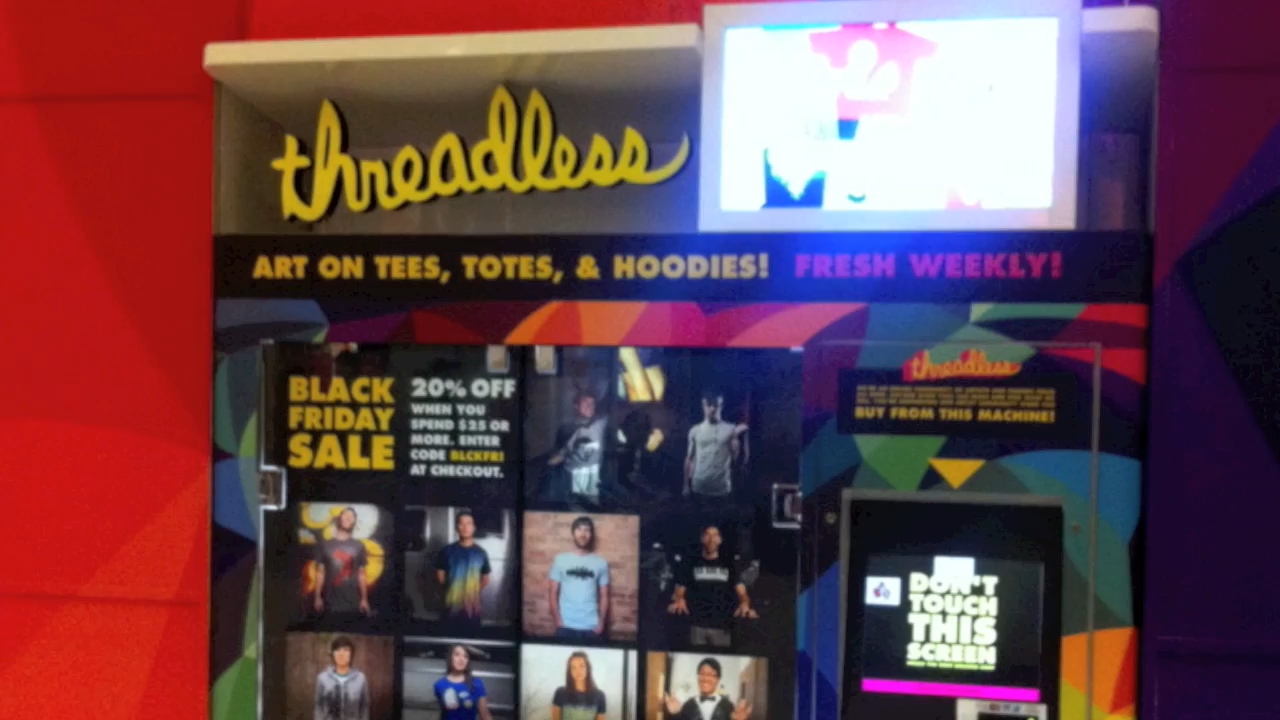 threadless
ART ON TEES, TOTES, & HOODIES! FRESH WEEKLY!
BLACK
FRIDAY
SALE
20% OFF
WHEN YOU
SPEND $25 OR
MORE. ENTER
CODE BLCKFRI
AT CHECKOUT.
threadless
BUY FROM THIS MACHINE!
DON'T
TOUCH
THIS
SCREEN